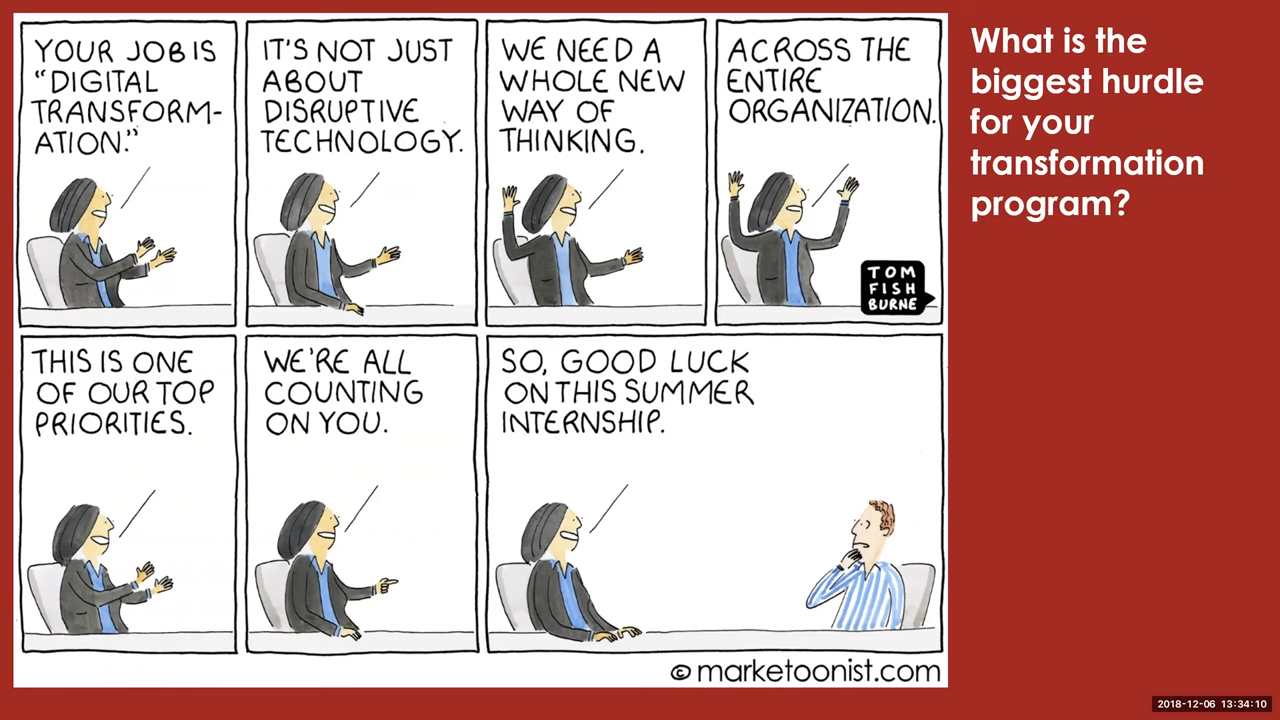 YOUR JOB IS
“DIGITAL
TRANSFORM-
ATION.”
IT'S NOT JUST
ABOUT
DISRUPTIVE
TECHNOLOGY.
WE NEED A
WHOLE NEW
WAY OF
THINKING.
ACROSS THE
ENTIRE
ORGANIZATION.
TOM
FISH
BURNE
THIS IS ONE
OF OUR TOP
PRIORITIES.
WE'RE ALL
COUNTING
ON YOU.
SO, GOOD LUCK
ON THIS SUMMER
INTERNSHIP.
© marketoonist.com
What is the
biggest hurdle
for your
transformation
program?
2018-12-06 13:34:10